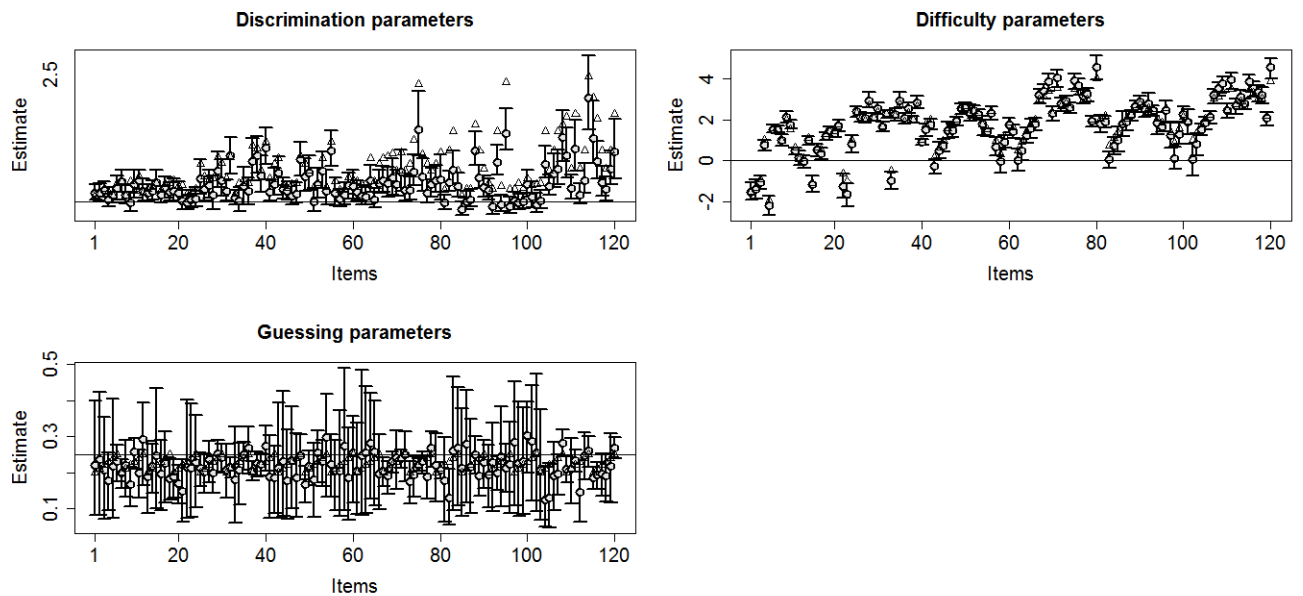 Discrimination parameters
2.5
Estimate
1 20 40 60 80 100 120
Items
Difficulty parameters
4
2
0
-2
Estimate
1 20 40 60 80 100 120
Items
Guessing parameters
0.5
0.3
0.1
Estimate
1 20 40 60 80 100 120
Items